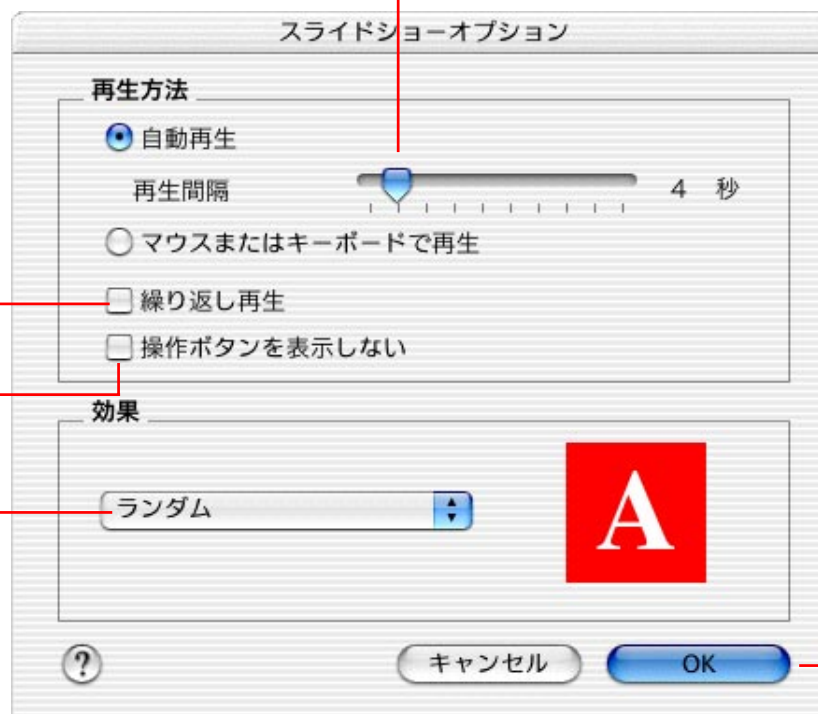 スライドショーオプション
再生方法
自動再生
再生間隔 4 秒
マウスまたはキーボードで再生
繰り返し再生
操作ボタンを表示しない
効果
ランダム
A
? キャンセル OK